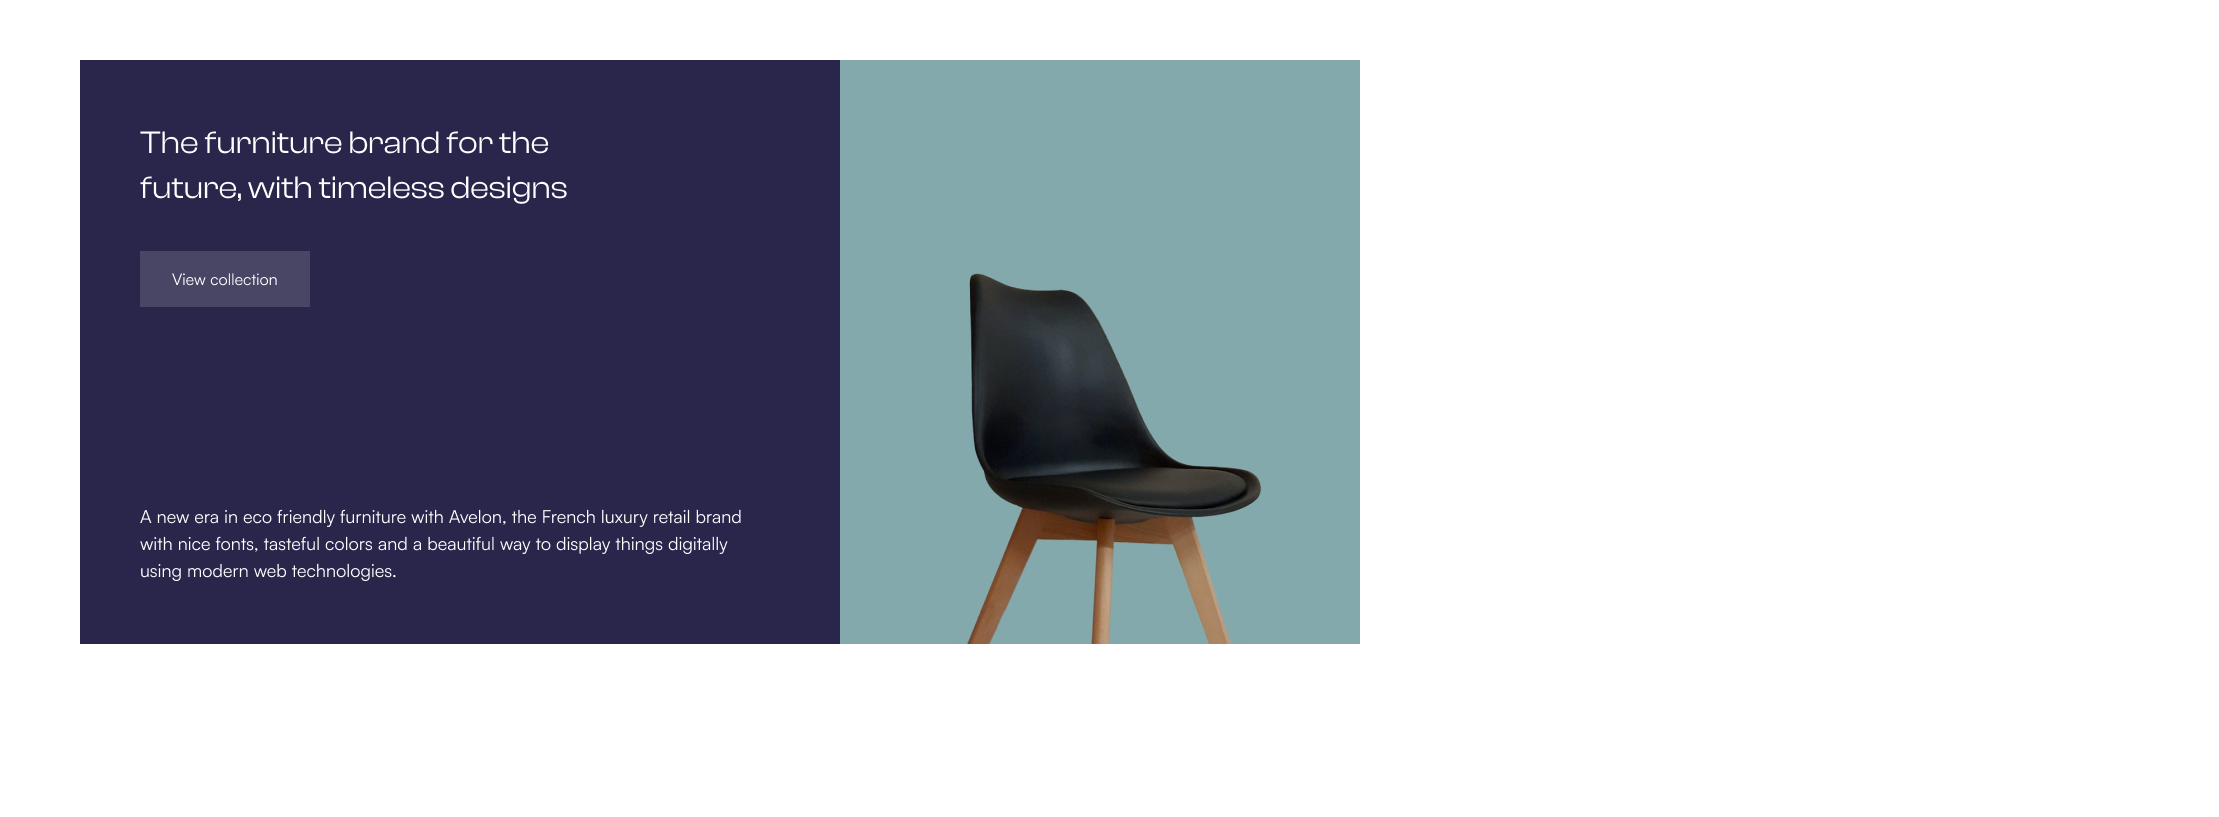 The furniture brand for the
future, with timeless designs
View collection
A new era in eco friendly furniture with Avelon, the French luxury retail brand
with nice fonts, tasteful colors and a beautiful way to display things digitally
using modern web technologies.